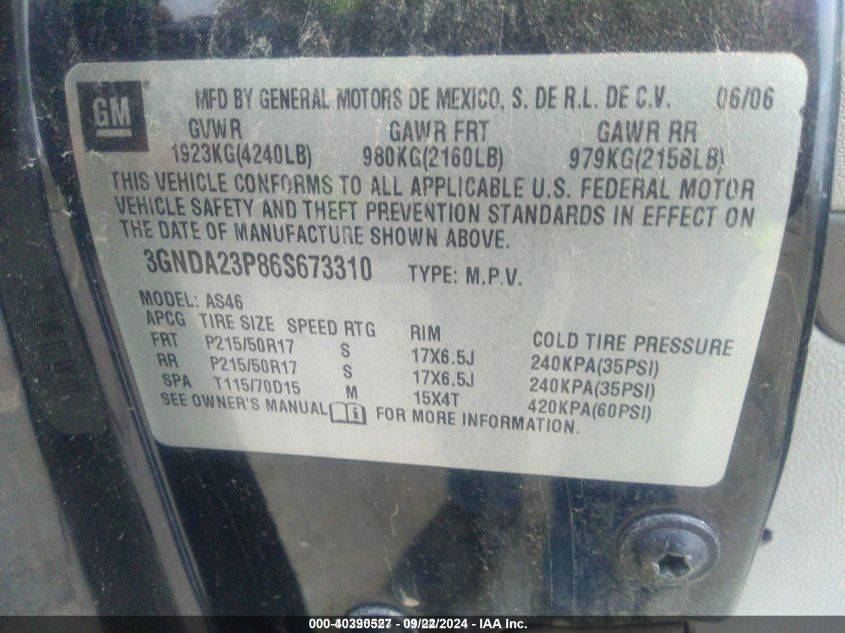 GM
MFD BY GENERAL MOTORS DE MEXICO, S. DE R.L. DE C.V. 06/06
GVWR GAWR FRT GAWR RR
1923KG(4240LB) 980KG(2160LB) 979KG(2158LB)
THIS VEHICLE CONFORMS TO ALL APPLICABLE U.S. FEDERAL MOTOR
VEHICLE SAFETY AND THEFT PREVENTION STANDARDS IN EFFECT ON
THE DATE OF MANUFACTURE SHOWN ABOVE.
3GNDA23P86S673310 TYPE: M.P.V.
MODEL: AS46
APCG TIRE SIZE SPEED RTG RIM COLD TIRE PRESSURE
FRT P215/50R17 S 17X6.5J 240KPA(35PSI)
RR P215/50R17 S 17X6.5J 240KPA(35PSI)
SPA T115/70D15 M 15X4T 420KPA(60PSI)
SEE OWNER'S MANUAL FOR MORE INFORMATION.
000-40390527 - 09/22/2024 - IAA Inc.